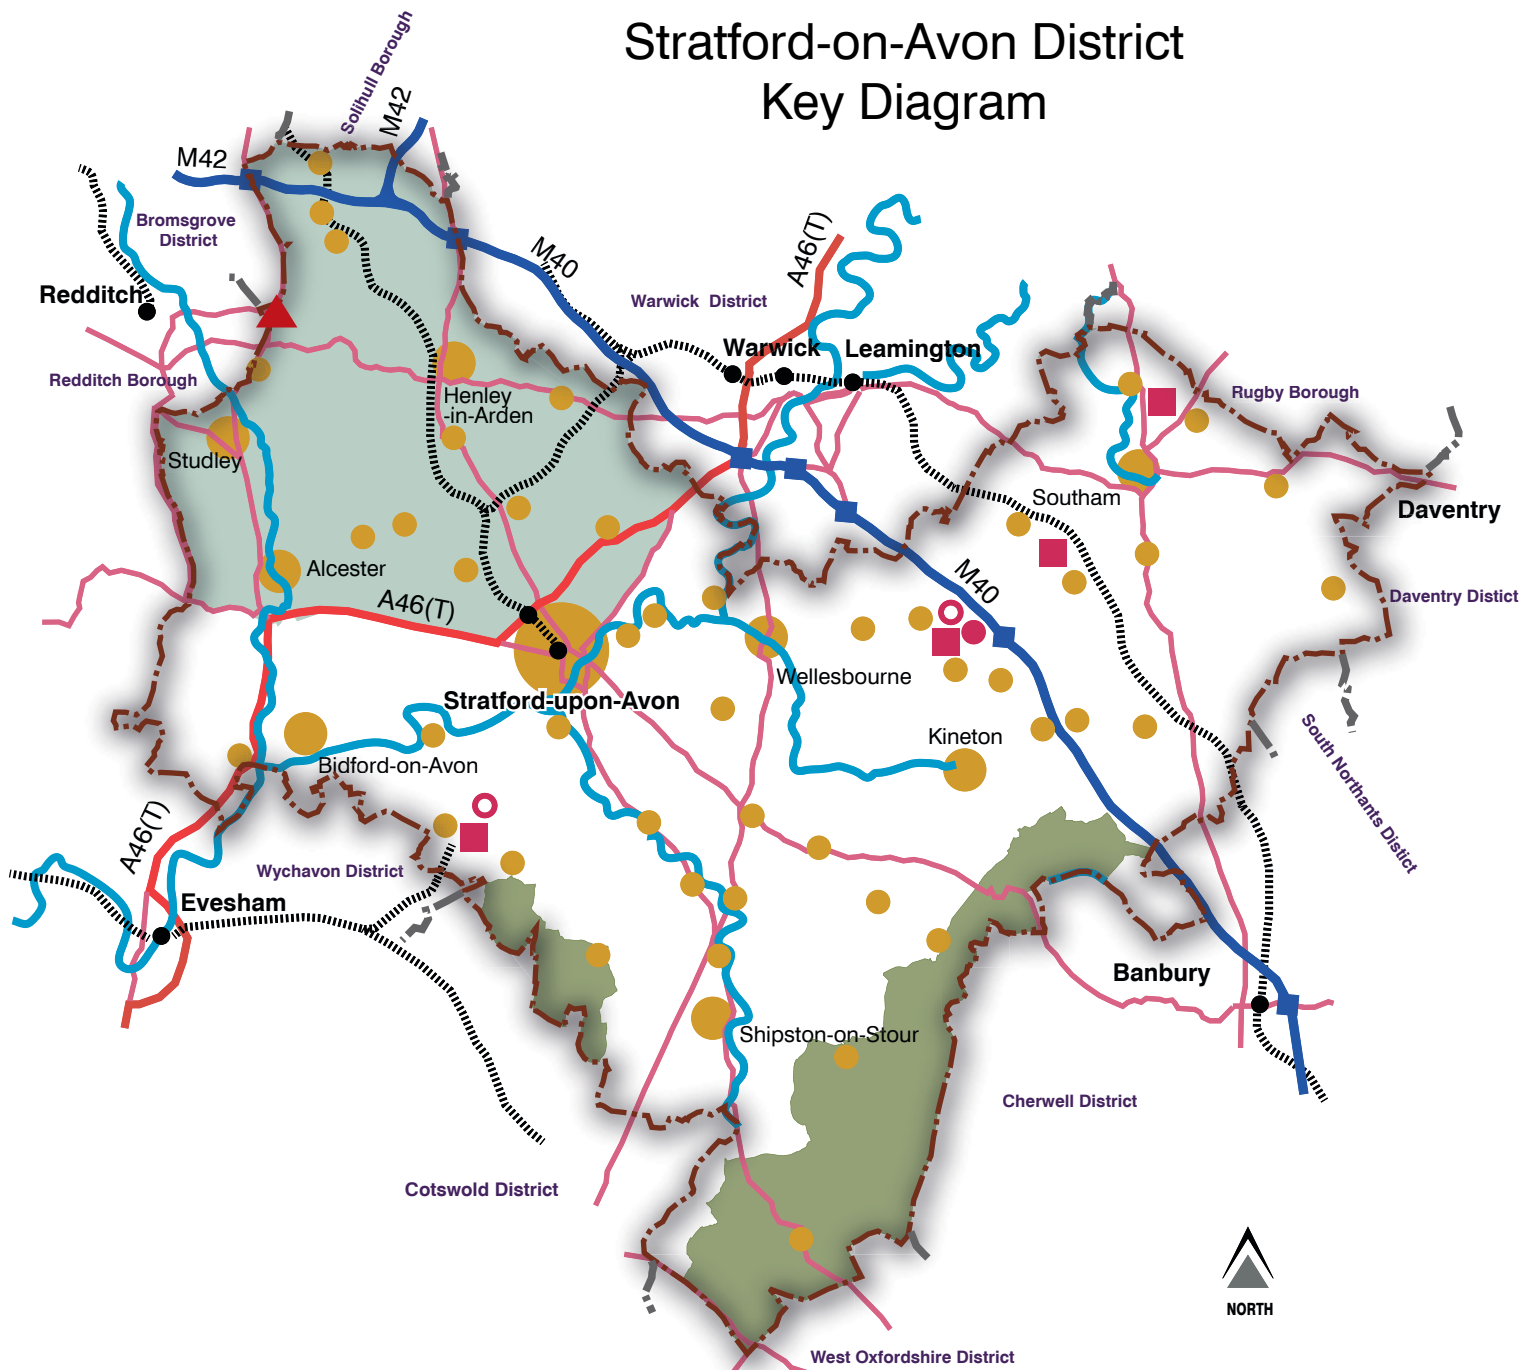 Stratford-on-Avon District
Key Diagram
Solihull Borough
M42
M42
Bromsgrove
District
M40
A46(T)
Redditch
Warwick District
Warwick
Leamington
Redditch Borough
Rugby Borough
Henley
-in-Arden
Studley
Southam
Daventry
Alcester
M40
A46(T)
Daventry Distict
Wellesbourne
Stratford-upon-Avon
South Northants Distict
Kineton
Bidford-on-Avon
A46(T)
Wychavon District
Evesham
Banbury
Shipston-on-Stour
Cherwell District
Cotswold District
NORTH
West Oxfordshire District